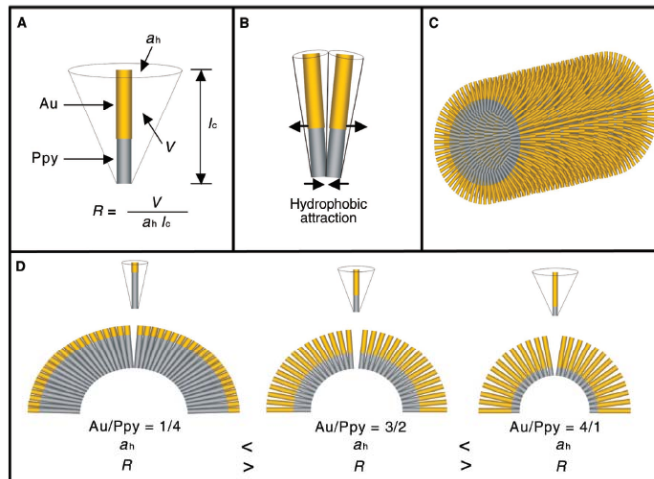 A
ah
Au
Ppy
V
lc
R = V / ah lc
B
Hydrophobic
attraction
C
D
Au/Ppy = 1/4 Au/Ppy = 3/2 Au/Ppy = 4/1
ah < ah < ah
R > R > R